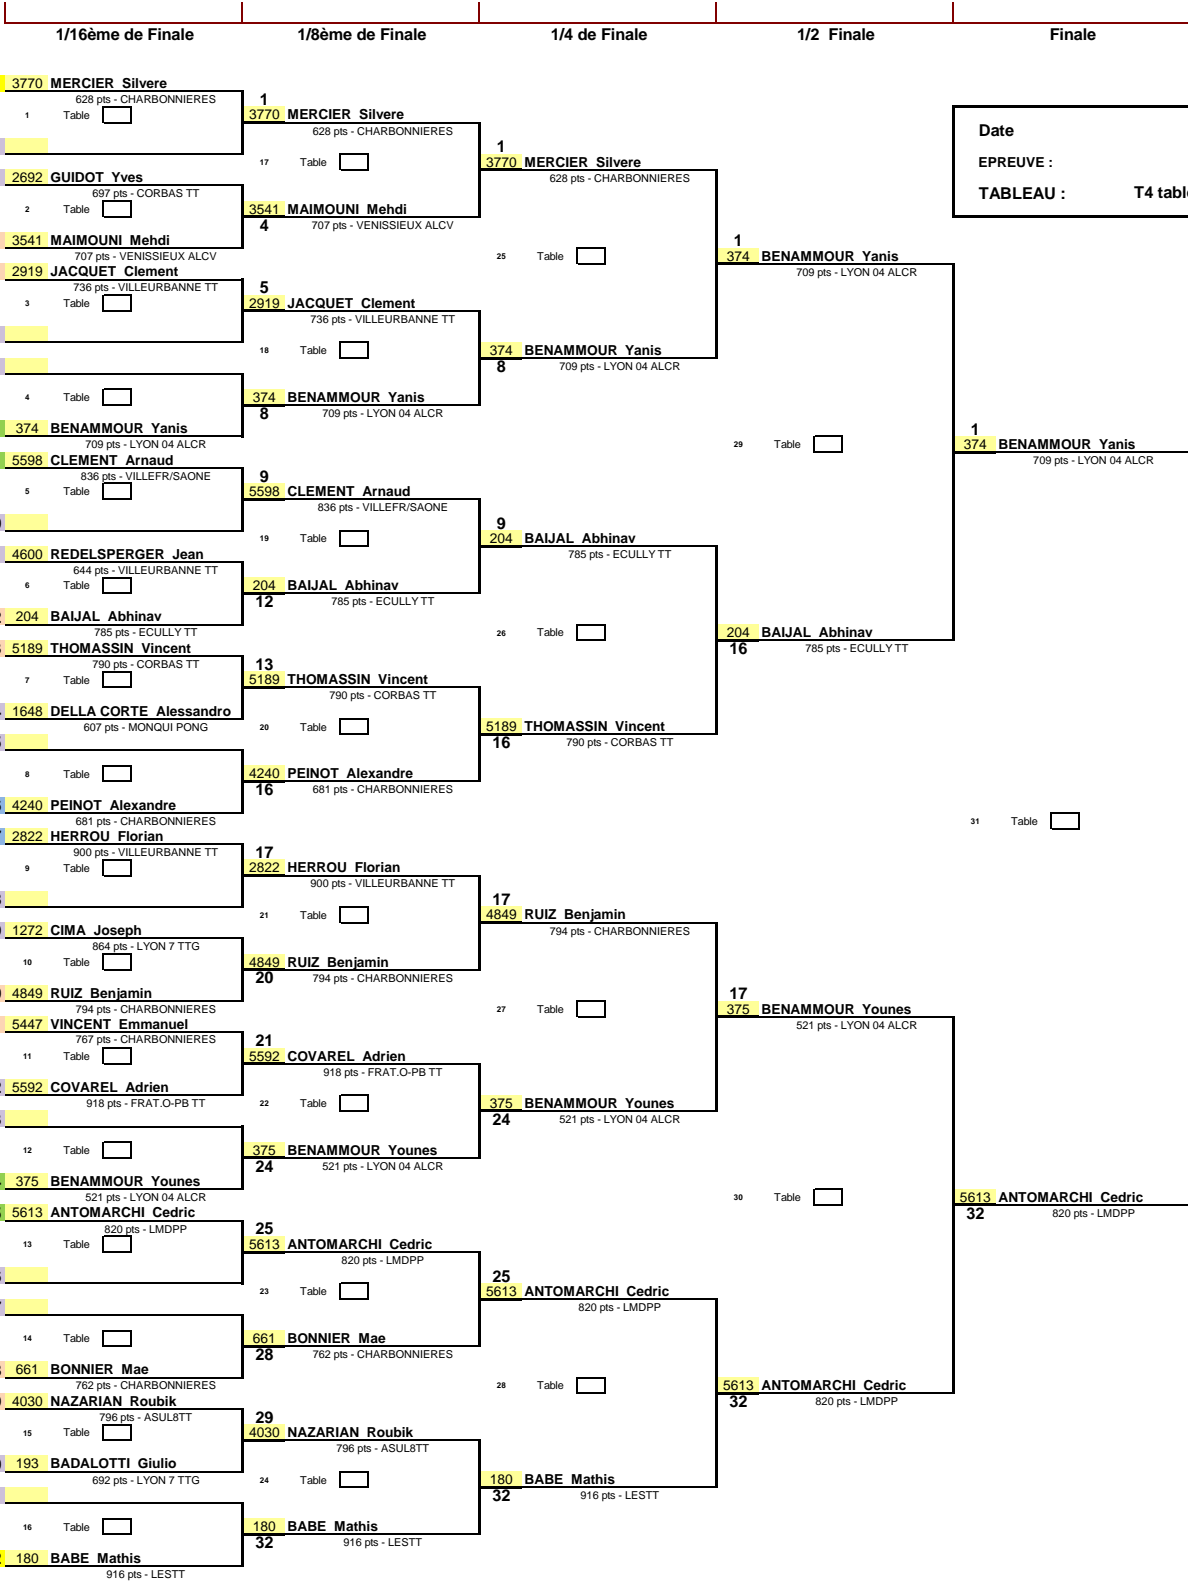 1/16ème de Finale
1/8ème de Finale
1/4 de Finale
1/2 Finale
Finale
3770 MERCIER Silvere
628 pts - CHARBONNIERES
1 Table
2692 GUIDOT Yves
697 pts - CORBAS TT
2 Table
3541 MAIMOUNI Mehdi
707 pts - VENISSIEUX ALCV
2919 JACQUET Clement
736 pts - VILLEURBANNE TT
3 Table
4 Table
374 BENAMMOUR Yanis
709 pts - LYON 04 ALCR
5598 CLEMENT Arnaud
836 pts - VILLEFR/SAONE
5 Table
4600 REDELSPERGER Jean
644 pts - VILLEURBANNE TT
6 Table
204 BAIJAL Abhinav
785 pts - ECULLY TT
5189 THOMASSIN Vincent
790 pts - CORBAS TT
7 Table
1648 DELLA CORTE Alessandro
607 pts - MONQUI PONG
8 Table
4240 PEINOT Alexandre
681 pts - CHARBONNIERES
2822 HERROU Florian
900 pts - VILLEURBANNE TT
9 Table
1272 CIMA Joseph
864 pts - LYON 7 TTG
10 Table
4849 RUIZ Benjamin
794 pts - CHARBONNIERES
5447 VINCENT Emmanuel
767 pts - CHARBONNIERES
11 Table
5592 COVAREL Adrien
918 pts - FRAT.O-PB TT
12 Table
375 BENAMMOUR Younes
521 pts - LYON 04 ALCR
5613 ANTOMARCHI Cedric
820 pts - LMDPP
13 Table
14 Table
661 BONNIER Mae
762 pts - CHARBONNIERES
4030 NAZARIAN Roubik
796 pts - ASUL8TT
15 Table
193 BADALOTTI Giulio
692 pts - LYON 7 TTG
16 Table
180 BABE Mathis
916 pts - LESTT
1
3770 MERCIER Silvere
628 pts - CHARBONNIERES
17 Table
3541 MAIMOUNI Mehdi
4 707 pts - VENISSIEUX ALCV
5
2919 JACQUET Clement
736 pts - VILLEURBANNE TT
18 Table
374 BENAMMOUR Yanis
8 709 pts - LYON 04 ALCR
9
5598 CLEMENT Arnaud
836 pts - VILLEFR/SAONE
19 Table
204 BAIJAL Abhinav
12 785 pts - ECULLY TT
13
5189 THOMASSIN Vincent
790 pts - CORBAS TT
20 Table
4240 PEINOT Alexandre
16 681 pts - CHARBONNIERES
17
2822 HERROU Florian
900 pts - VILLEURBANNE TT
21 Table
4849 RUIZ Benjamin
20 794 pts - CHARBONNIERES
21
5592 COVAREL Adrien
918 pts - FRAT.O-PB TT
22 Table
375 BENAMMOUR Younes
24 521 pts - LYON 04 ALCR
25
5613 ANTOMARCHI Cedric
820 pts - LMDPP
23 Table
661 BONNIER Mae
28 762 pts - CHARBONNIERES
29
4030 NAZARIAN Roubik
796 pts - ASUL8TT
24 Table
180 BABE Mathis
32 916 pts - LESTT
1
3770 MERCIER Silvere
628 pts - CHARBONNIERES
25 Table
374 BENAMMOUR Yanis
8 709 pts - LYON 04 ALCR
9
204 BAIJAL Abhinav
785 pts - ECULLY TT
26 Table
5189 THOMASSIN Vincent
16 790 pts - CORBAS TT
17
4849 RUIZ Benjamin
794 pts - CHARBONNIERES
27 Table
375 BENAMMOUR Younes
24 521 pts - LYON 04 ALCR
25
5613 ANTOMARCHI Cedric
820 pts - LMDPP
28 Table
180 BABE Mathis
32 916 pts - LESTT
1
374 BENAMMOUR Yanis
709 pts - LYON 04 ALCR
29 Table
204 BAIJAL Abhinav
16 785 pts - ECULLY TT
17
375 BENAMMOUR Younes
521 pts - LYON 04 ALCR
30 Table
5613 ANTOMARCHI Cedric
32 820 pts - LMDPP
Date
EPREUVE :
TABLEAU : T4 tabl
1
374 BENAMMOUR Yanis
709 pts - LYON 04 ALCR
31 Table
5613 ANTOMARCHI Cedric
32 820 pts - LMDPP